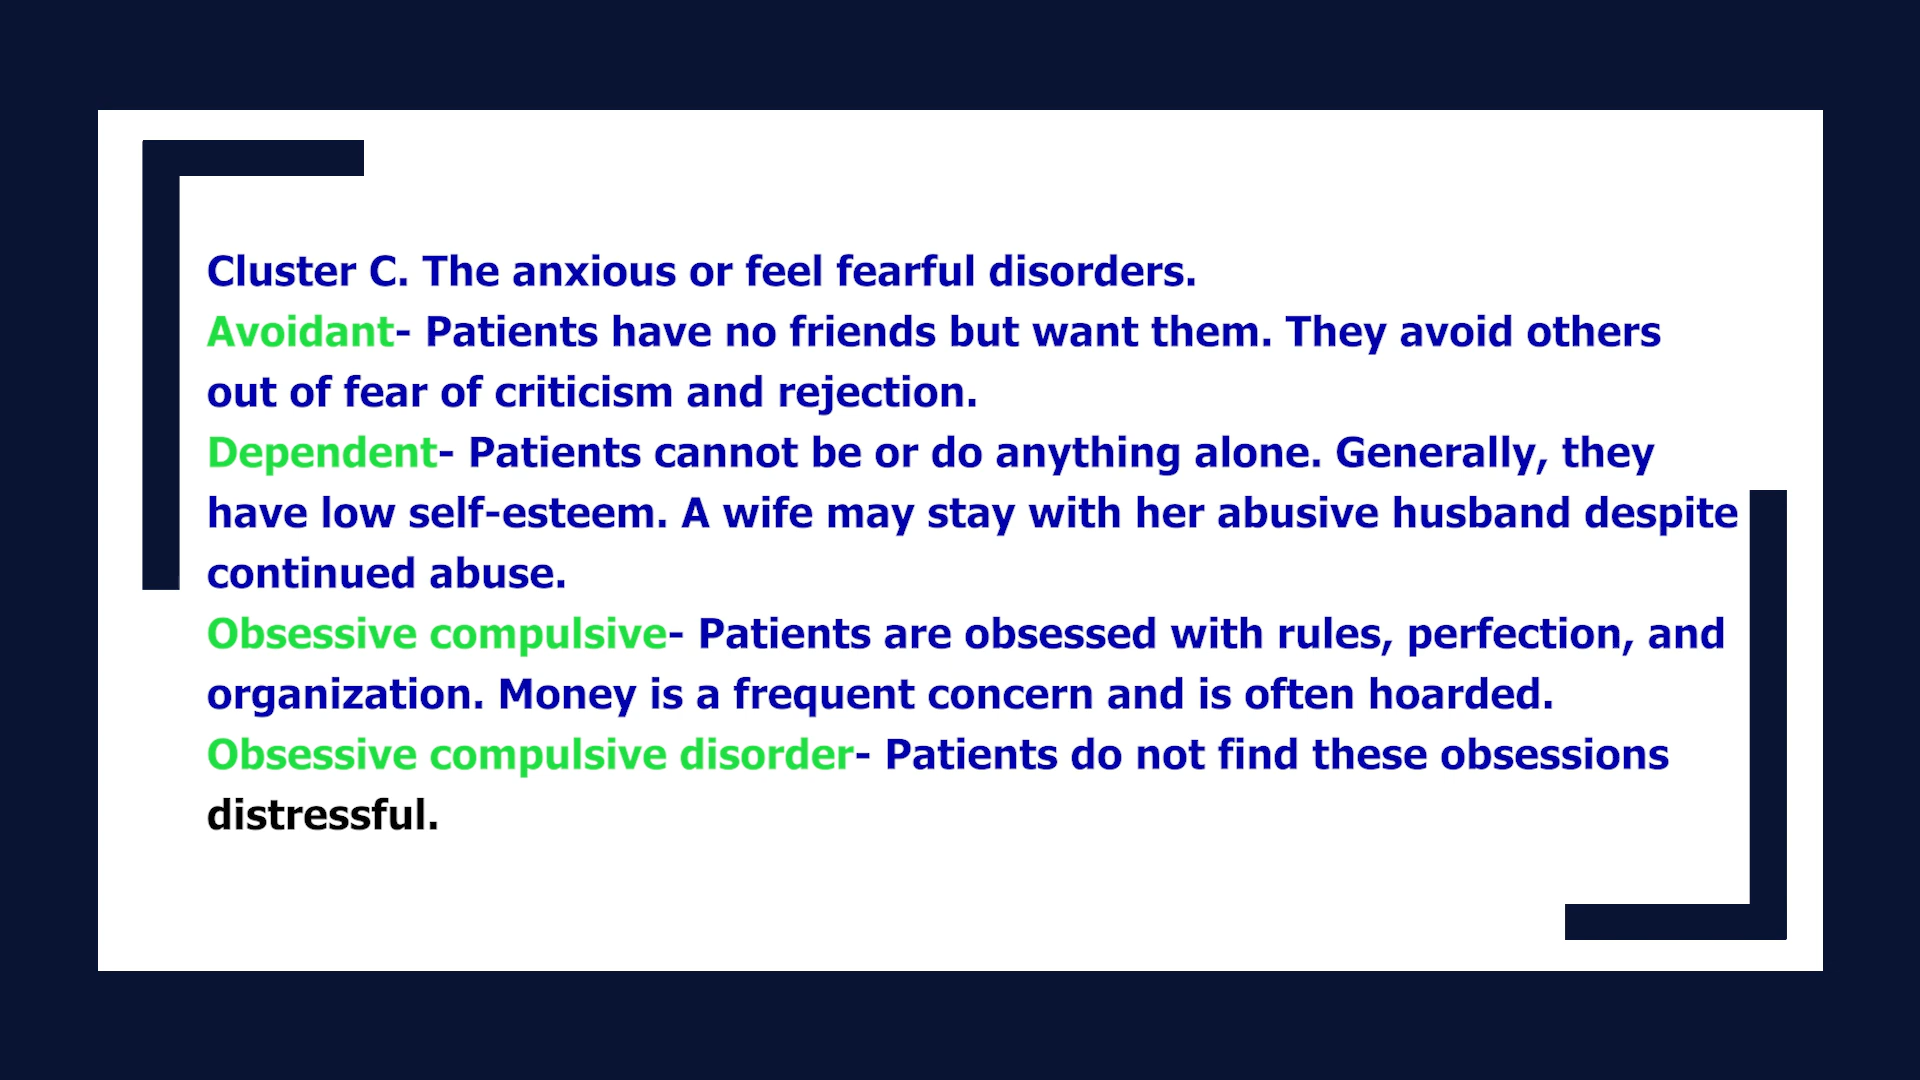 Cluster C. The anxious or feel fearful disorders.
Avoidant- Patients have no friends but want them. They avoid others
out of fear of criticism and rejection.
Dependent- Patients cannot be or do anything alone. Generally, they
have low self-esteem. A wife may stay with her abusive husband despite
continued abuse.
Obsessive compulsive- Patients are obsessed with rules, perfection, and
organization. Money is a frequent concern and is often hoarded.
Obsessive compulsive disorder- Patients do not find these obsessions
distressful.